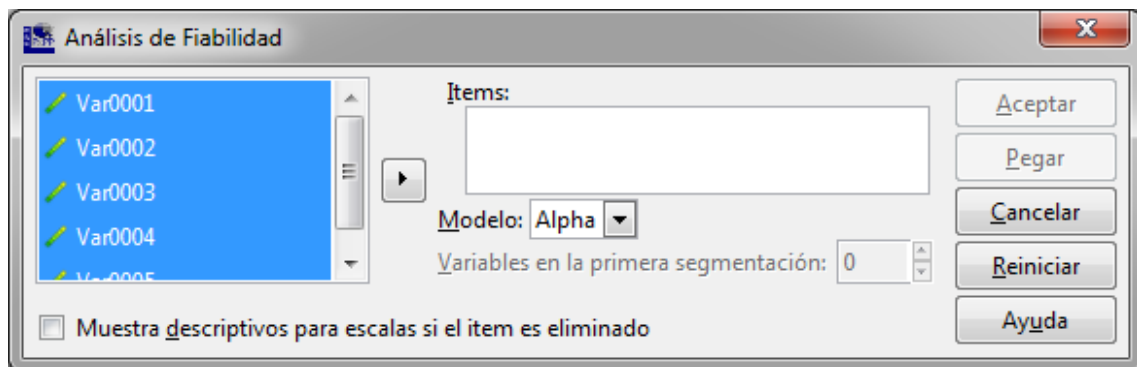 Análisis de Fiabilidad
Var0001
Var0002
Var0003
Var0004
Items:
Modelo: Alpha
Variables en la primera segmentación: 0
Muestra descriptivos para escalas si el item es eliminado
Aceptar
Pegar
Cancelar
Reiniciar
Ayuda